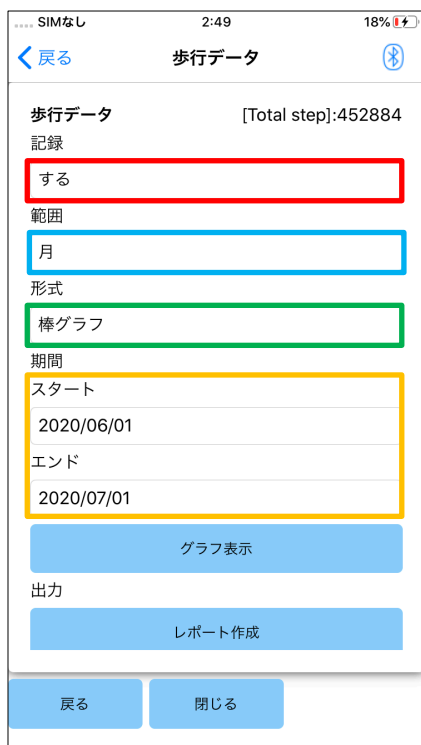 SIMなし 2:49 18%
戻る 歩行データ
歩行データ [Total step]:452884
記録
する
範囲
月
形式
棒グラフ
期間
スタート
2020/06/01
エンド
2020/07/01
グラフ表示
出力
レポート作成
戻る 閉じる